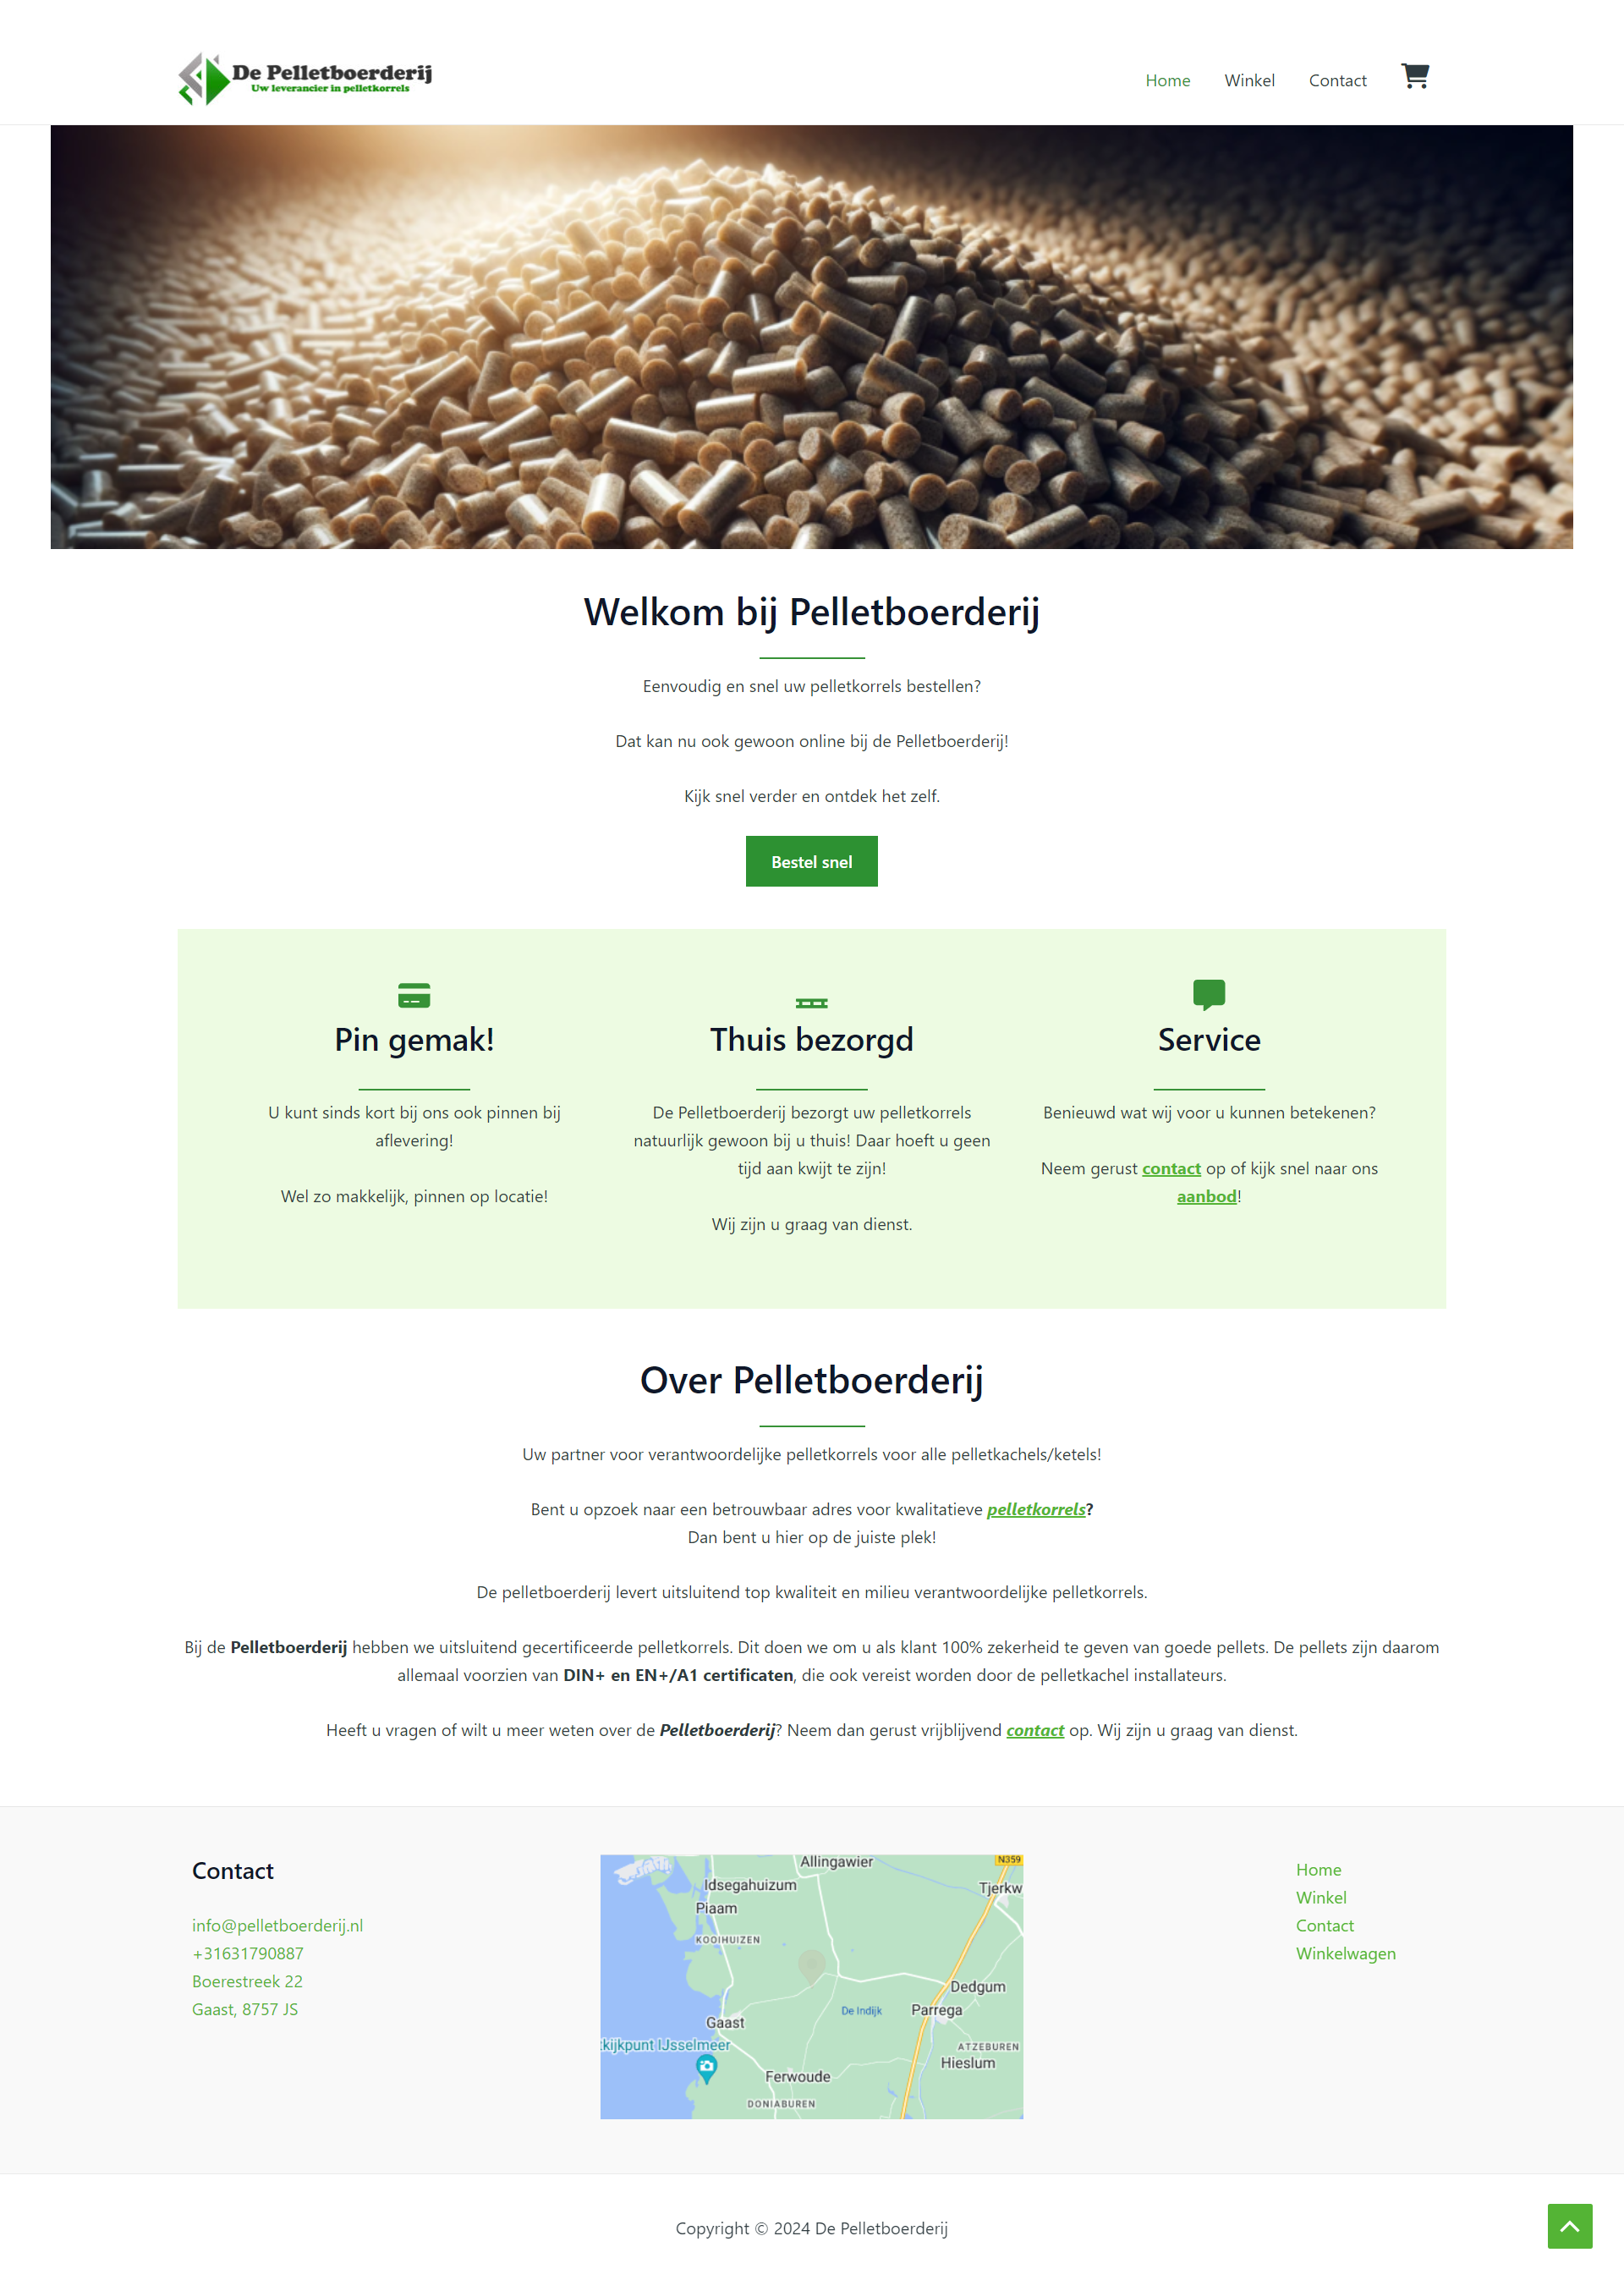 De Pelletboerderij
Uw leverancier in pelletkorrels
Home
Winkel
Contact
Welkom bij Pelletboerderij
Eenvoudig en snel uw pelletkorrels bestellen?
Dat kan nu ook gewoon online bij de Pelletboerderij!
Kijk snel verder en ontdek het zelf.
Bestel snel
Pin gemak!
U kunt sinds kort bij ons ook pinnen bij
aflevering!
Wel zo makkelijk, pinnen op locatie!
Thuis bezorgd
De Pelletboerderij bezorgt uw pelletkorrels
natuurlijk gewoon bij u thuis! Daar hoeft u geen
tijd aan kwijt te zijn!
Wij zijn u graag van dienst.
Service
Benieuwd wat wij voor u kunnen betekenen?
Neem gerust contact op of kijk snel naar ons
aanbod!
Over Pelletboerderij
Uw partner voor verantwoordelijke pelletkorrels voor alle pelletkachels/ketels!
Bent u opzoek naar een betrouwbaar adres voor kwalitatieve pelletkorrels?
Dan bent u hier op de juiste plek!
De pelletboerderij levert uitsluitend top kwaliteit en milieu verantwoordelijke pelletkorrels.
Bij de Pelletboerderij hebben we uitsluitend gecertificeerde pelletkorrels. Dit doen we om u als klant 100% zekerheid te geven van goede pellets. De pellets zijn daarom
allemaal voorzien van DIN+ en EN+/A1 certificaten, die ook vereist worden door de pelletkachel installateurs.
Heeft u vragen of wilt u meer weten over de Pelletboerderij? Neem dan gerust vrijblijvend contact op. Wij zijn u graag van dienst.
Contact
info@pelletboerderij.nl
+31631790887
Boerestreek 22
Gaast, 8757 JS
Allingawier
N359
Idsegahuizum
Tjerkw
Piaam
KOOIHUIZEN
Dedgum
De Indijk
Parrega
Gaast
kijkpunt IJsselmeer
ATZEBUREN
Hieslum
Ferwoude
DONIABUREN
Home
Winkel
Contact
Winkelwagen
Copyright © 2024 De Pelletboerderij